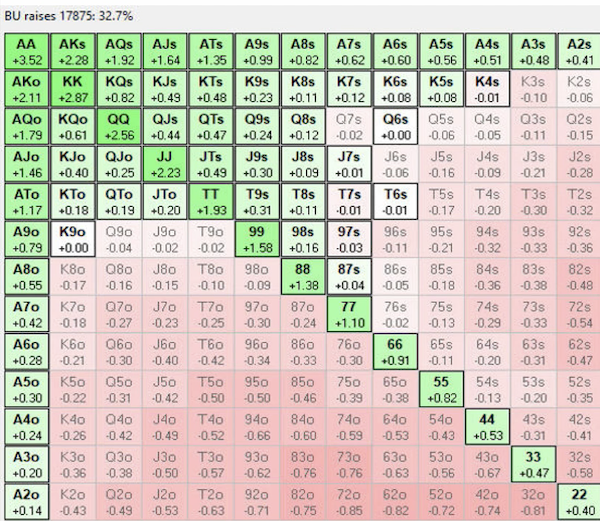 BU raises 17875: 32.7%
AA AKs AQs AJs ATs A9s A8s A7s A6s A5s A4s A3s A2s
+3.52 +2.28 +1.92 +1.64 +1.35 +0.99 +0.82 +0.62 +0.60 +0.56 +0.51 +0.48 +0.41
AKo KK KQs KJs KTs K9s K8s K7s K6s K5s K4s K3s K2s
+2.11 +2.87 +0.82 +0.49 +0.48 +0.23 +0.11 +0.12 +0.08 +0.08 -0.01 -0.10 -0.06
AQo KQo QQ QJs QTs Q9s Q8s Q7s Q6s Q5s Q4s Q3s Q2s
+1.79 +0.61 +2.56 +0.44 +0.47 +0.24 +0.12 -0.02 +0.00 -0.06 -0.05 -0.11 -0.15
AJo KJo QJo JJ JTs J9s J8s J7s J6s J5s J4s J3s J2s
+1.46 +0.40 +0.25 +2.23 +0.49 +0.30 +0.09 +0.01 -0.06 -0.16 -0.09 -0.21 -0.28
ATo KTo QTo JTo TT T9s T8s T7s T6s T5s T4s T3s T2s
+1.17 +0.18 +0.19 +0.20 +1.93 +0.31 +0.11 -0.01 -0.01 -0.17 -0.20 -0.30 -0.32
A9o K9o Q9o J9o T9o 99 98s 97s 96s 95s 94s 93s 92s
+0.79 +0.00 -0.04 -0.02 -0.02 +1.58 +0.16 -0.03 -0.11 -0.21 -0.32 -0.33 -0.36
A8o K8o Q8o J8o T8o 98o 88 87s 86s 85s 84s 83s 82s
+0.55 -0.17 -0.16 -0.15 -0.10 -0.09 +1.38 +0.04 -0.05 -0.18 -0.36 -0.38 -0.48
A7o K7o Q7o J7o T7o 97o 87o 77 76s 75s 74s 73s 72s
+0.42 -0.18 -0.27 -0.23 -0.25 -0.30 -0.24 +1.10 -0.02 -0.13 -0.29 -0.33 -0.54
A6o K6o Q6o J6o T6o 96o 86o 76o 66 65s 64s 63s 62s
+0.28 -0.21 -0.30 -0.40 -0.42 -0.34 -0.33 -0.30 +0.91 -0.11 -0.20 -0.31 -0.47
A5o K5o Q5o J5o T5o 95o 85o 75o 65o 55 54s 53s 52s
+0.30 -0.22 -0.31 -0.42 -0.50 -0.50 -0.46 -0.39 -0.38 +0.82 -0.13 -0.20 -0.35
A4o K4o Q4o J4o T4o 94o 84o 74o 64o 54o 44 43s 42s
+0.24 -0.26 -0.42 -0.49 -0.52 -0.66 -0.60 -0.59 -0.53 -0.43 +0.53 -0.31 -0.41
A3o K3o Q3o J3o T3o 93o 83o 73o 63o 53o 43o 33 32s
+0.20 -0.36 -0.38 -0.50 -0.57 -0.62 -0.76 -0.76 -0.63 -0.56 -0.67 +0.47 -0.58
A2o K2o Q2o J2o T2o 92o 82o 72o 62o 52o 42o 32o 22
+0.14 -0.43 -0.49 -0.53 -0.63 -0.71 -0.75 -0.85 -0.82 -0.72 -0.74 -0.81 +0.40